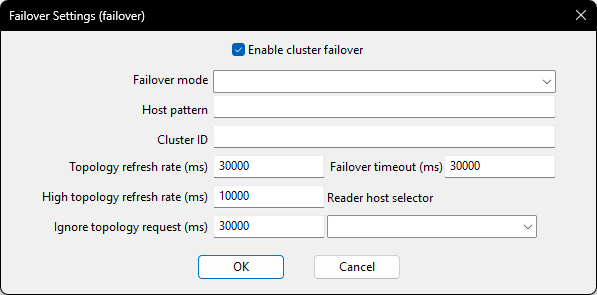 Failover Settings (failover)
Enable cluster failover
Failover mode
Host pattern
Cluster ID
Topology refresh rate (ms) 30000 Failover timeout (ms) 30000
High topology refresh rate (ms) 10000 Reader host selector
Ignore topology request (ms) 30000
OK Cancel